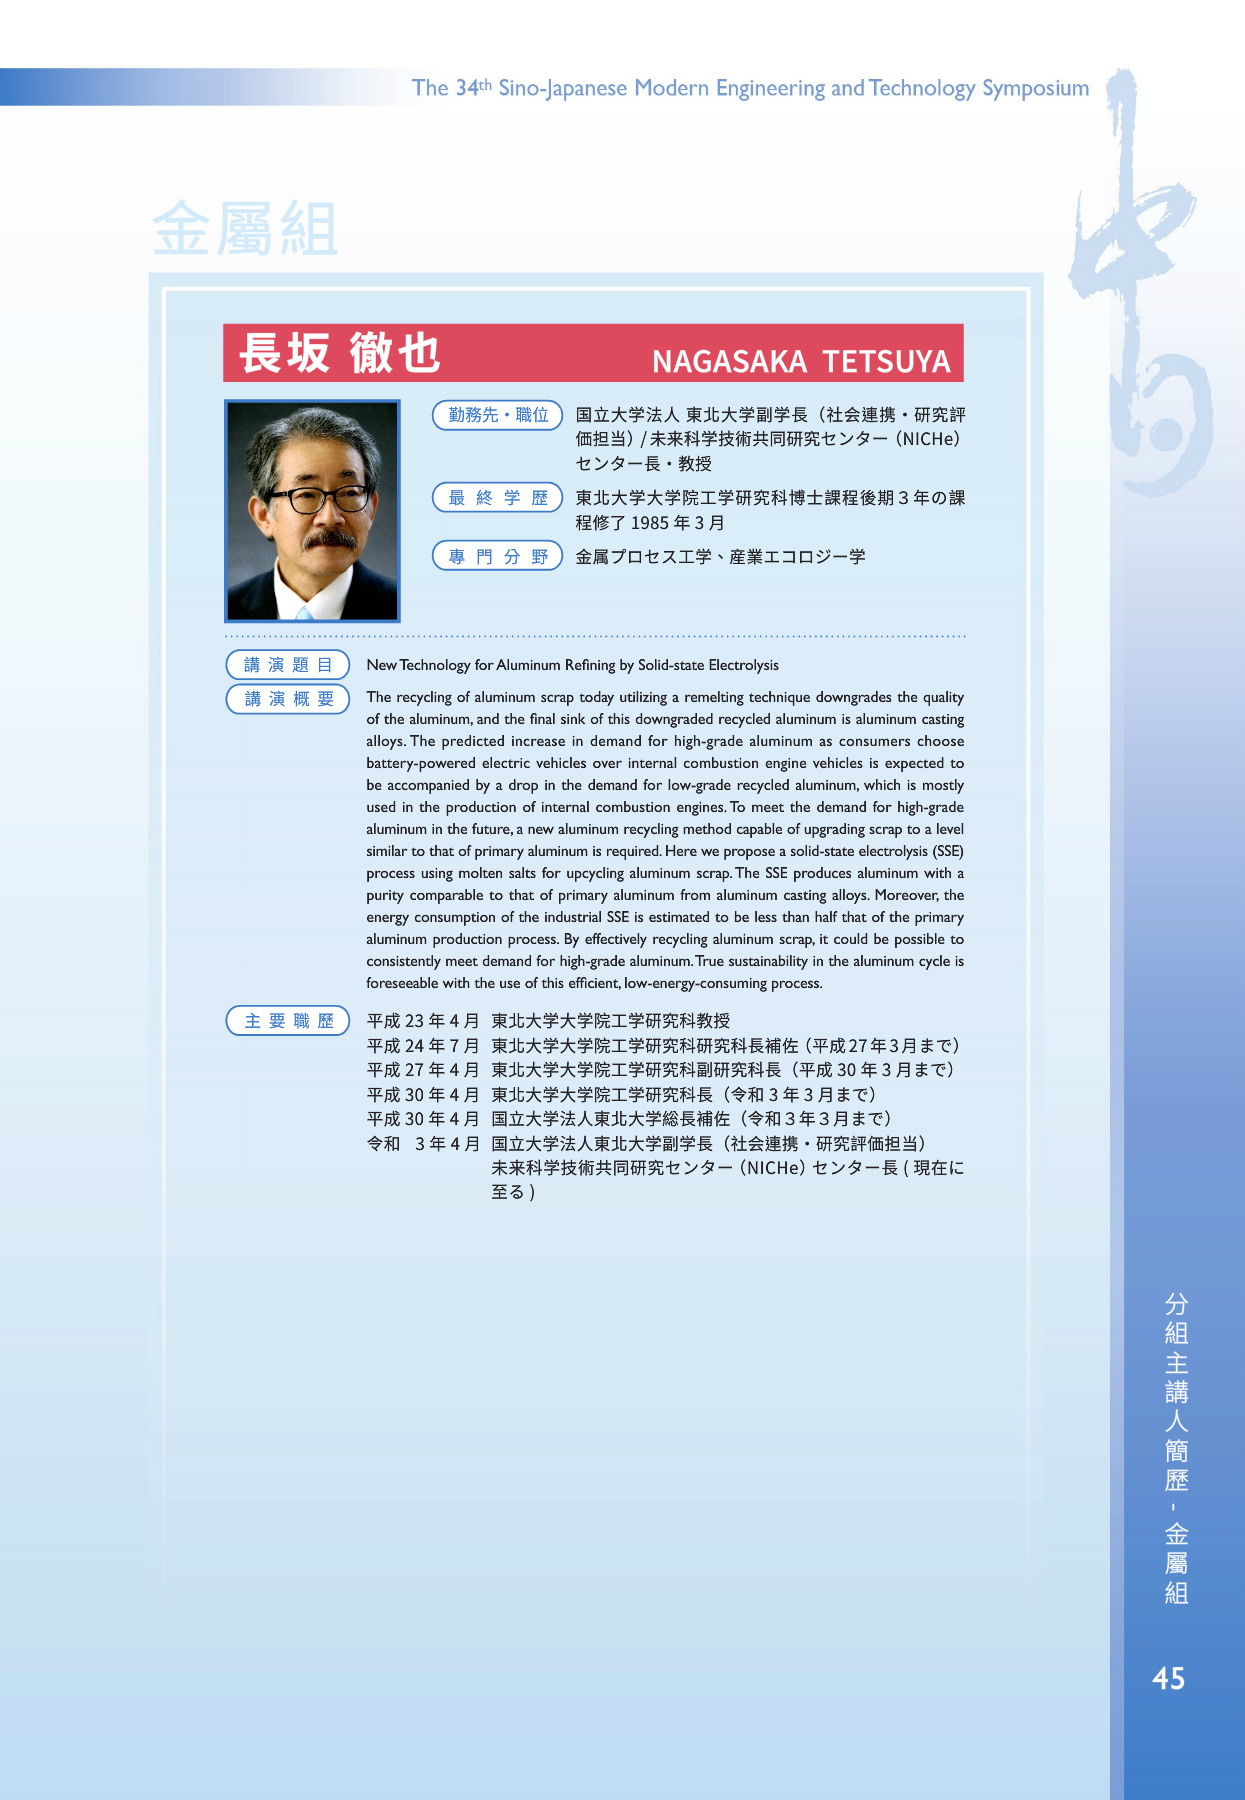 The 34th Sino-Japanese Modern Engineering and Technology Symposium
中日
金屬組
長坂 徹也 NAGASAKA TETSUYA
勤務先・職位 国立大学法人 東北大学副学長（社会連携・研究評
価担当）/ 未来科学技術共同研究センター（NICHe）
センター長・教授
最終学歴 東北大学大学院工学研究科博士課程後期３年の課
程修了 1985 年 3 月
專門分野 金属プロセス工学、産業エコロジー学
講演題目 New Technology for Aluminum Refining by Solid-state Electrolysis
講演概要 The recycling of aluminum scrap today utilizing a remelting technique downgrades the quality
of the aluminum, and the final sink of this downgraded recycled aluminum is aluminum casting
alloys. The predicted increase in demand for high-grade aluminum as consumers choose
battery-powered electric vehicles over internal combustion engine vehicles is expected to
be accompanied by a drop in the demand for low-grade recycled aluminum, which is mostly
used in the production of internal combustion engines. To meet the demand for high-grade
aluminum in the future, a new aluminum recycling method capable of upgrading scrap to a level
similar to that of primary aluminum is required. Here we propose a solid-state electrolysis (SSE)
process using molten salts for upcycling aluminum scrap. The SSE produces aluminum with a
purity comparable to that of primary aluminum from aluminum casting alloys. Moreover, the
energy consumption of the industrial SSE is estimated to be less than half that of the primary
aluminum production process. By effectively recycling aluminum scrap, it could be possible to
consistently meet demand for high-grade aluminum. True sustainability in the aluminum cycle is
foreseeable with the use of this efficient, low-energy-consuming process.
主要職歷 平成 23 年 4 月 東北大学大学院工学研究科教授
平成 24 年 7 月 東北大学大学院工学研究科研究科長補佐（平成 27 年 3 月まで）
平成 27 年 4 月 東北大学大学院工学研究科副研究科長（平成 30 年 3 月まで）
平成 30 年 4 月 東北大学大学院工学研究科長（令和 3 年 3 月まで）
平成 30 年 4 月 国立大学法人東北大学総長補佐（令和３年３月まで）
令和 3 年 4 月 国立大学法人東北大学副学長（社会連携・研究評価担当）
未来科学技術共同研究センター（NICHe）センター長 ( 現在に
至る )
分組主講人簡歷 - 金屬組
45